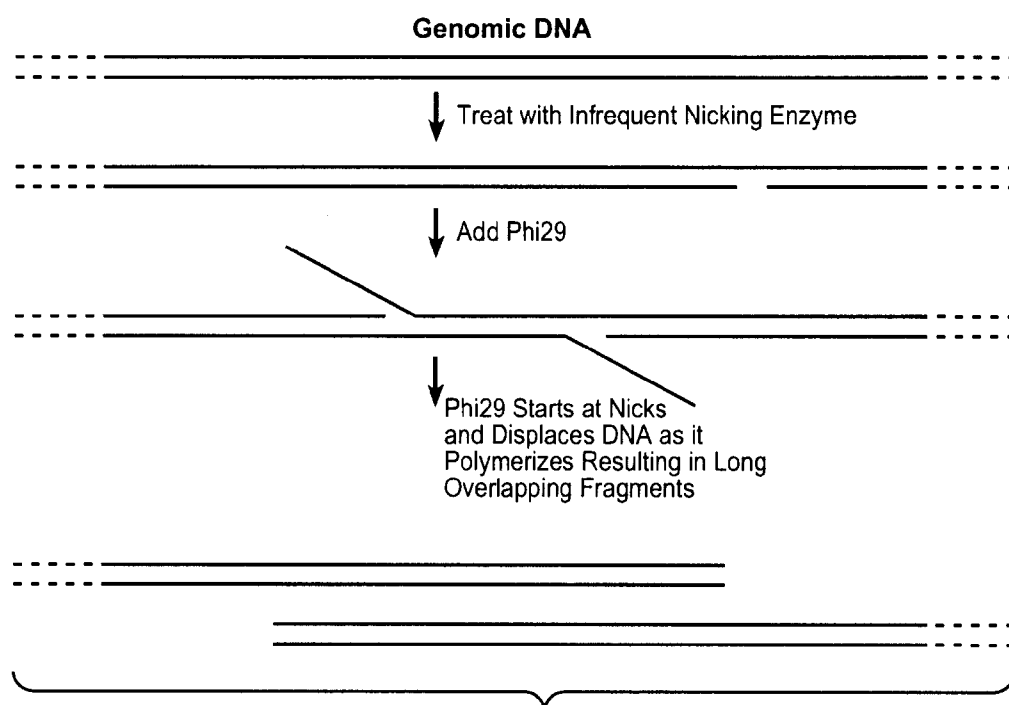 Genomic DNA
Treat with Infrequent Nicking Enzyme
Add Phi29
Phi29 Starts at Nicks
and Displaces DNA as it
Polymerizes Resulting in Long
Overlapping Fragments